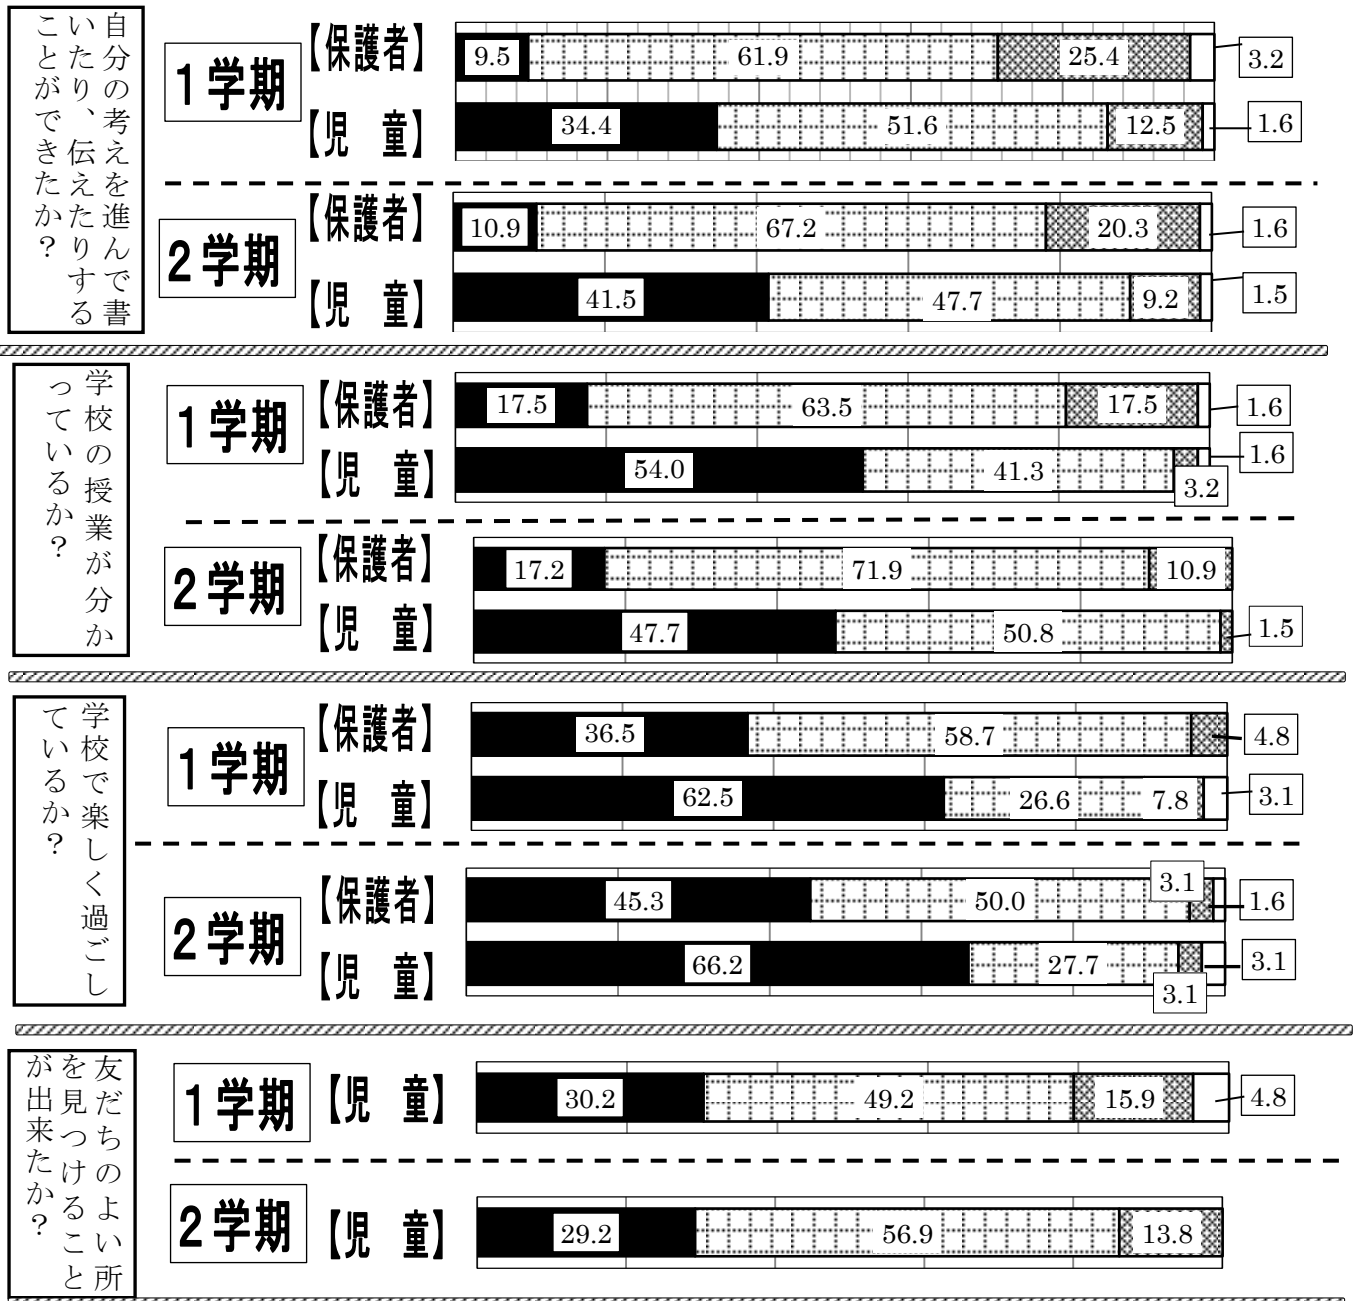 自分の考えを進んで書
いたり、伝えたりする
ことができたか？
1学期
【保護者】
9.5
61.9
25.4
3.2
【児　童】
34.4
51.6
12.5
1.6
2学期
【保護者】
10.9
67.2
20.3
1.6
【児　童】
41.5
47.7
9.2
1.5
学校の授業が分か
っているか？
1学期
【保護者】
17.5
63.5
17.5
1.6
【児　童】
54.0
41.3
3.2
1.6
2学期
【保護者】
17.2
71.9
10.9
【児　童】
47.7
50.8
1.5
学校で楽しく過ごし
ているか？
1学期
【保護者】
36.5
58.7
4.8
【児　童】
62.5
26.6
7.8
3.1
2学期
【保護者】
45.3
50.0
3.1
1.6
【児　童】
66.2
27.7
3.1
3.1
友だちのよい所
を見つけること
が出来たか？
1学期
【児　童】
30.2
49.2
15.9
4.8
2学期
【児　童】
29.2
56.9
13.8